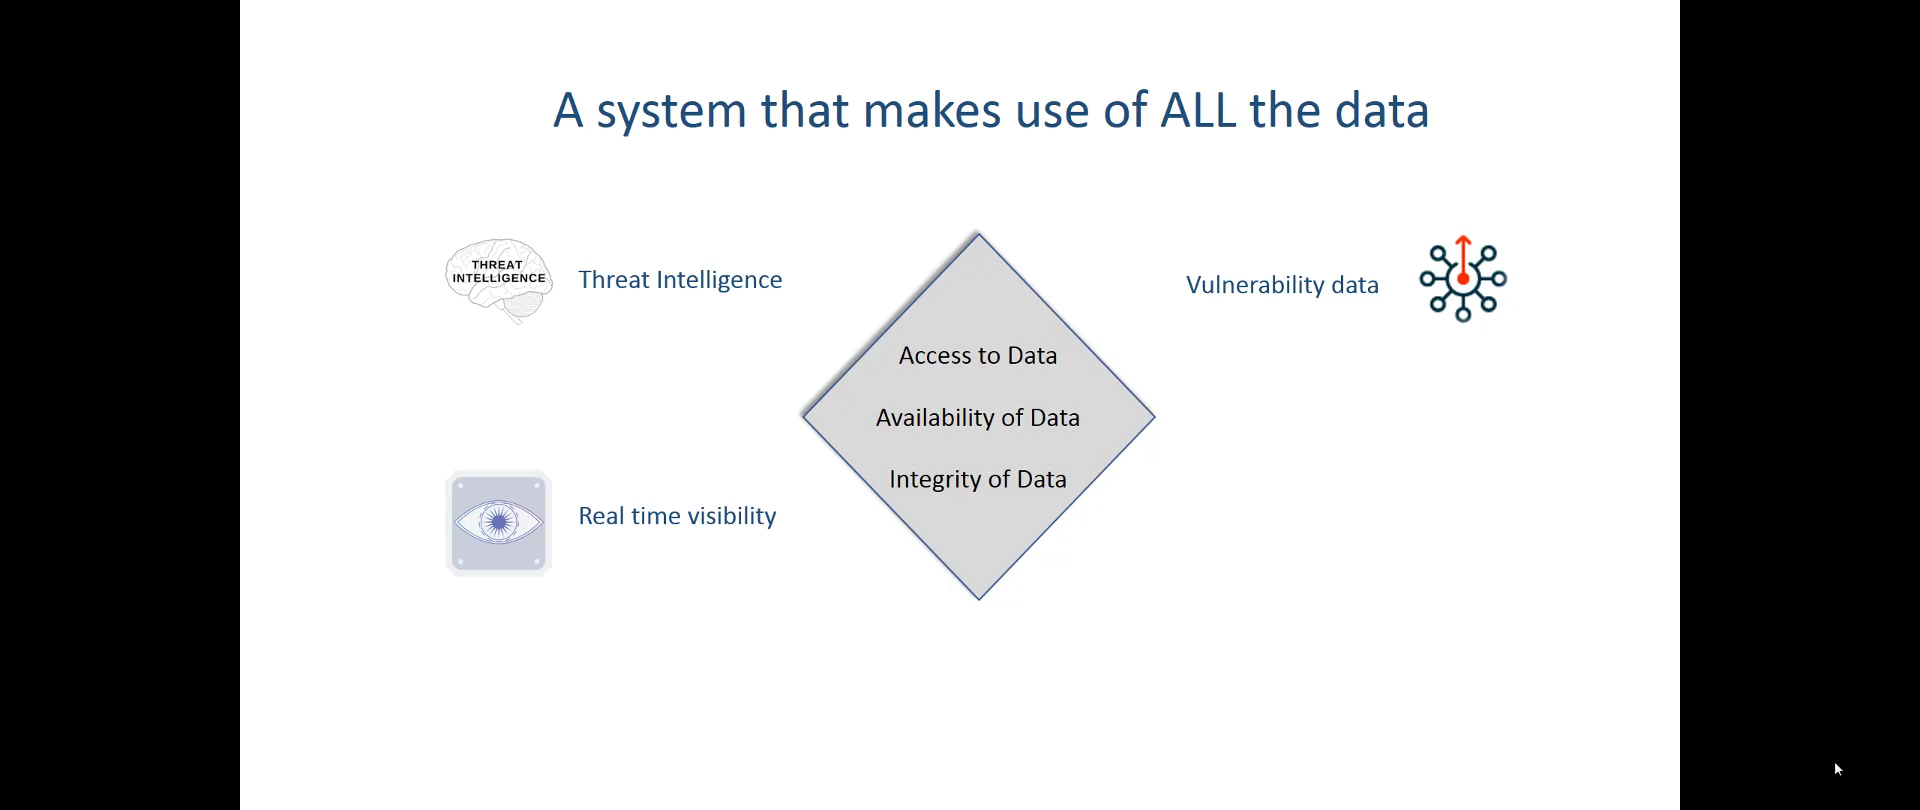 A system that makes use of ALL the data
THREAT
INTELLIGENCE
Threat Intelligence
Vulnerability data
Access to Data
Availability of Data
Integrity of Data
Real time visibility